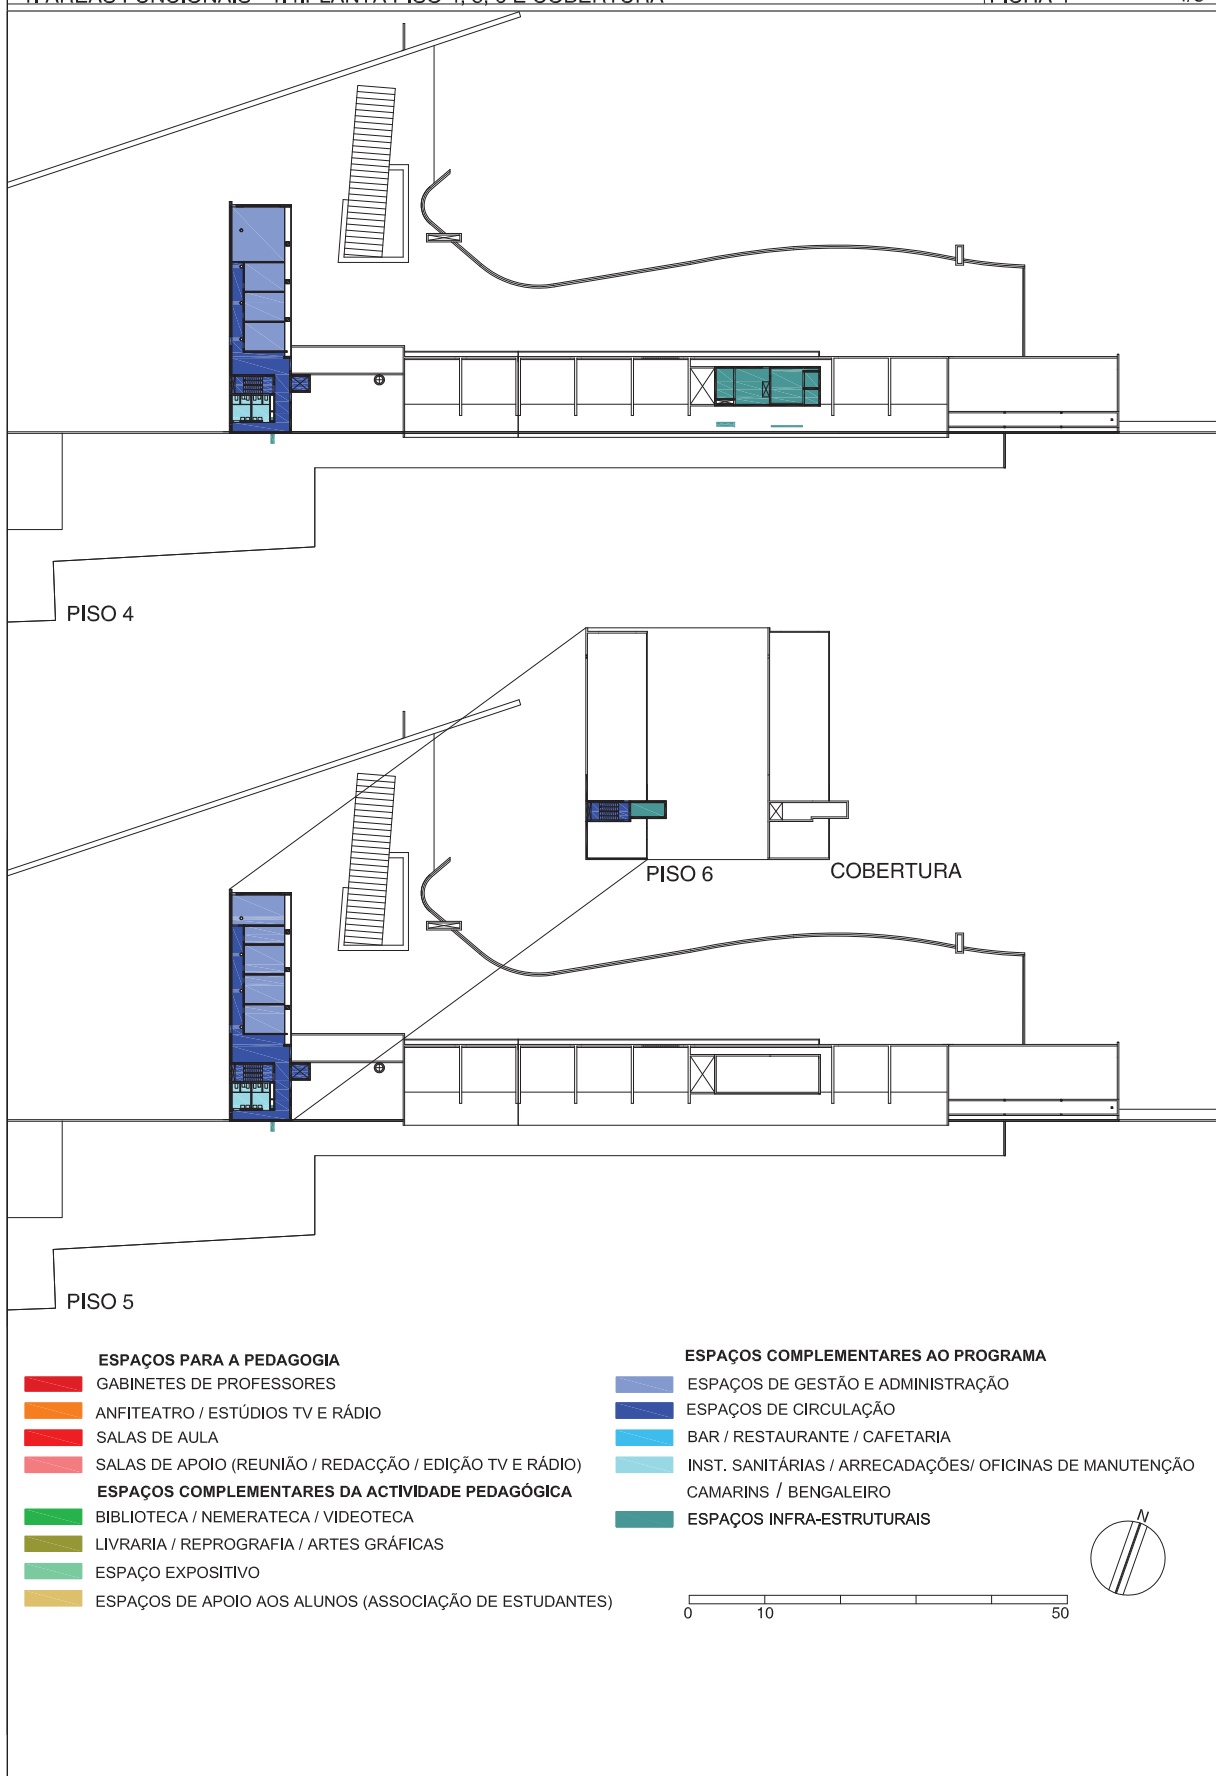 PISO 4
PISO 6
COBERTURA
PISO 5
ESPAÇOS PARA A PEDAGOGIA
GABINETES DE PROFESSORES
ANFITEATRO / ESTÚDIOS TV E RÁDIO
SALAS DE AULA
SALAS DE APOIO (REUNIÃO / REDACÇÃO / EDIÇÃO TV E RÁDIO)
ESPAÇOS COMPLEMENTARES DA ACTIVIDADE PEDAGÓGICA
BIBLIOTECA / NEMERATECA / VIDEOTECA
LIVRARIA / REPROGRAFIA / ARTES GRÁFICAS
ESPAÇO EXPOSITIVO
ESPAÇOS DE APOIO AOS ALUNOS (ASSOCIAÇÃO DE ESTUDANTES)
ESPAÇOS COMPLEMENTARES AO PROGRAMA
ESPAÇOS DE GESTÃO E ADMINISTRAÇÃO
ESPAÇOS DE CIRCULAÇÃO
BAR / RESTAURANTE / CAFETARIA
INST. SANITÁRIAS / ARRECADAÇÕES/ OFICINAS DE MANUTENÇÃO
CAMARINS / BENGALEIRO
ESPAÇOS INFRA-ESTRUTURAIS
N
0 10 50